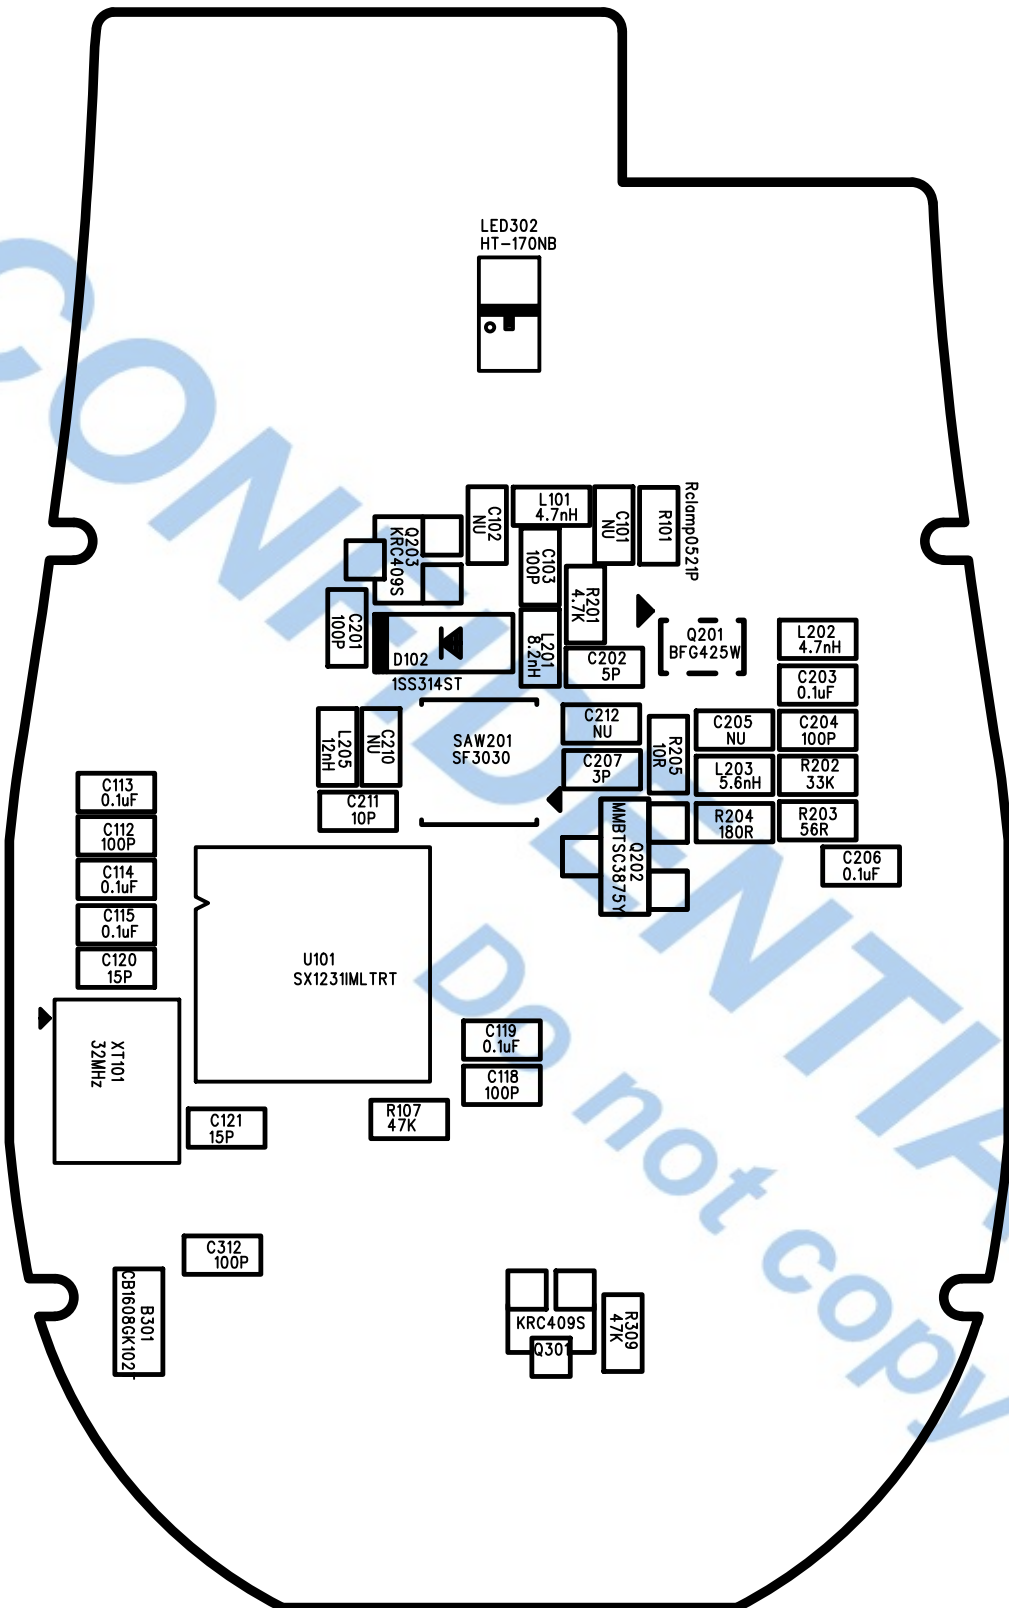 LED302
HT-170NB
C102
NU
L101
4.7nH
C101
NU
R101
Rclamp0521P
Q203
KRC409S
C103
100P
R201
4.7K
C201
100P
D102
1SS314ST
L201
8.2nH
C202
5P
Q201
BFG425W
L202
4.7nH
C203
0.1uF
L205
12nH
C210
NU
SAW201
SF3030
C212
NU
R205
10R
C205
NU
C204
100P
C207
3P
L203
5.6nH
R202
33K
C211
10P
Q202
MMBTSC3875Y
R204
180R
R203
56R
C206
0.1uF
C113
0.1uF
C112
100P
C114
0.1uF
C115
0.1uF
C120
15P
U101
SX1231IMLTRT
XT101
32MHz
C119
0.1uF
C118
100P
C121
15P
R107
47K
C312
100P
B301
CB1608GK102-
KRC409S
Q301
R309
47K
CONFIDENTIA
Do not copy